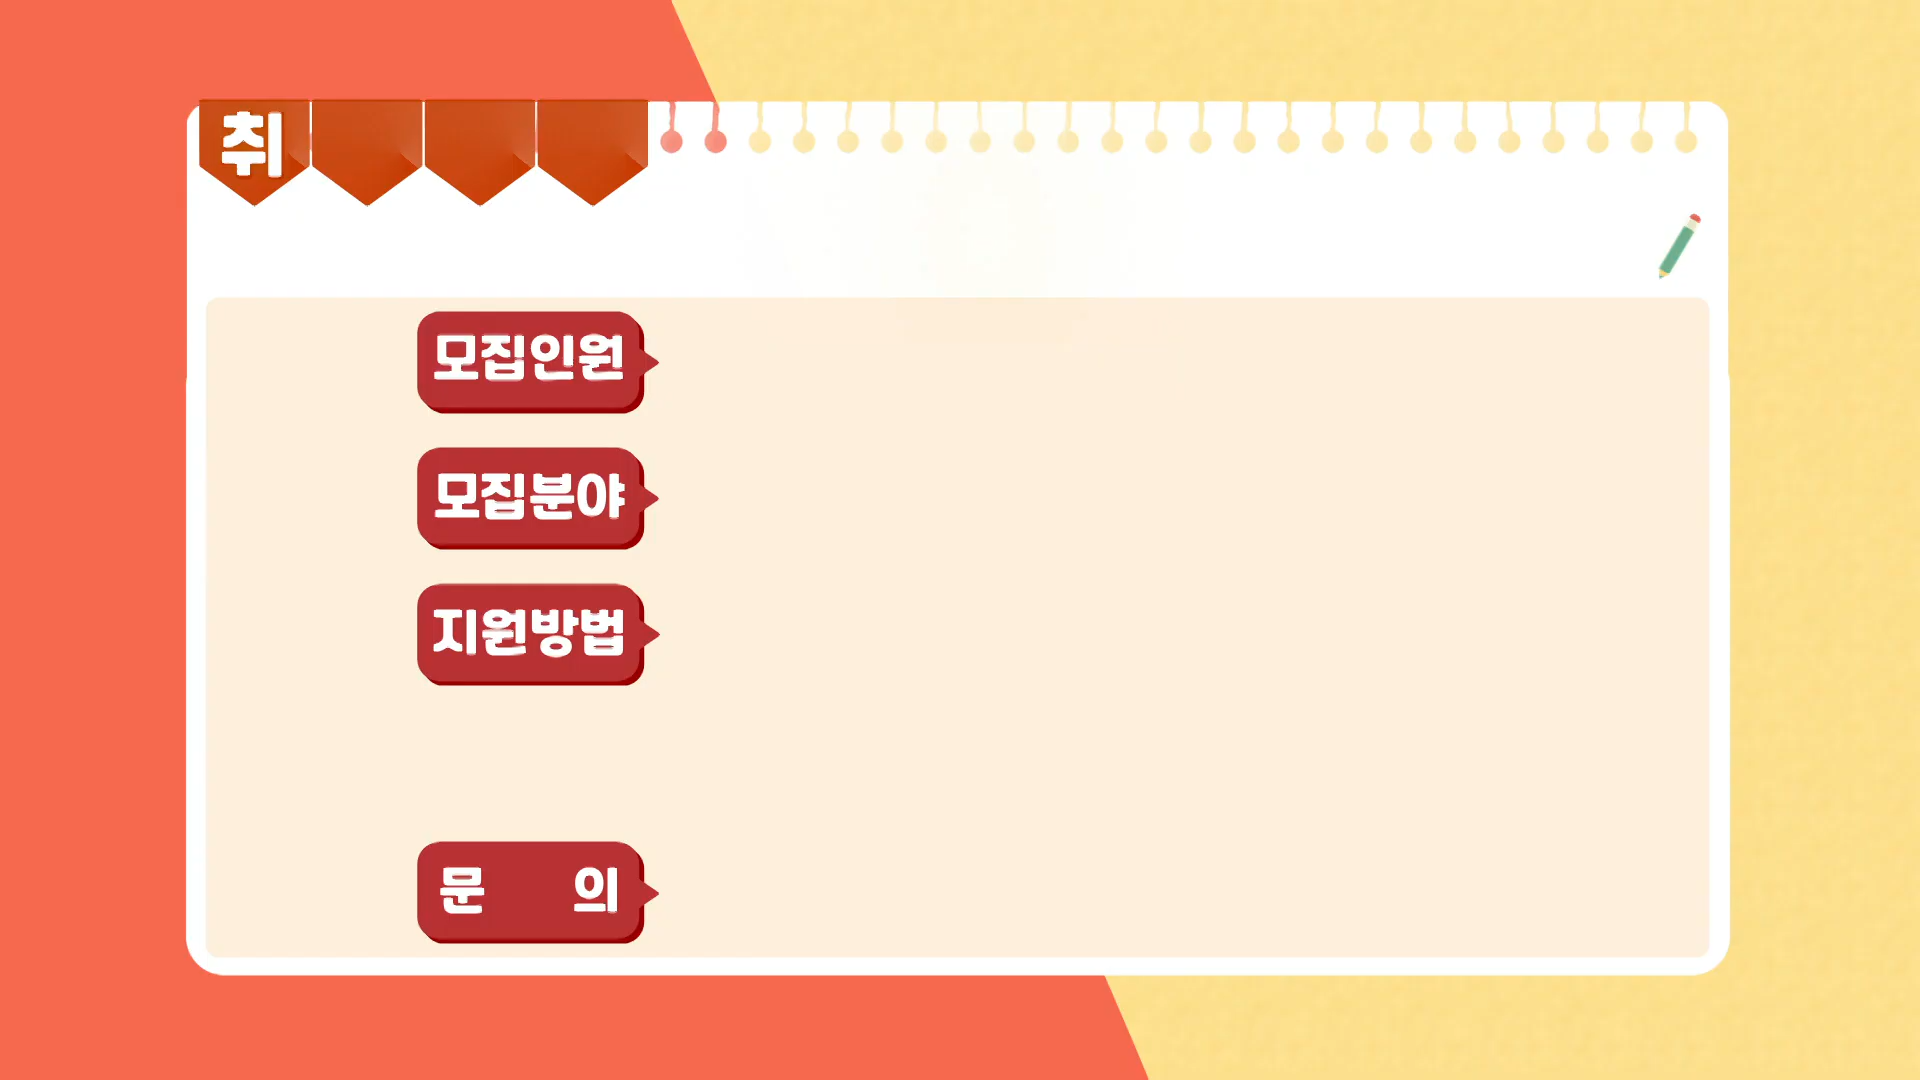 취
모집인원
모집분야
지원방법
문 의